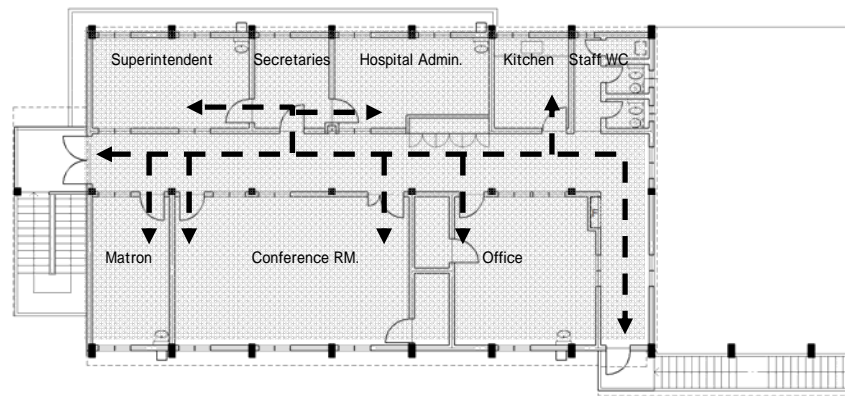 Superintendent
Secretaries
Hospital Admin.
Kitchen
Staff WC
Matron
Conference RM.
Office